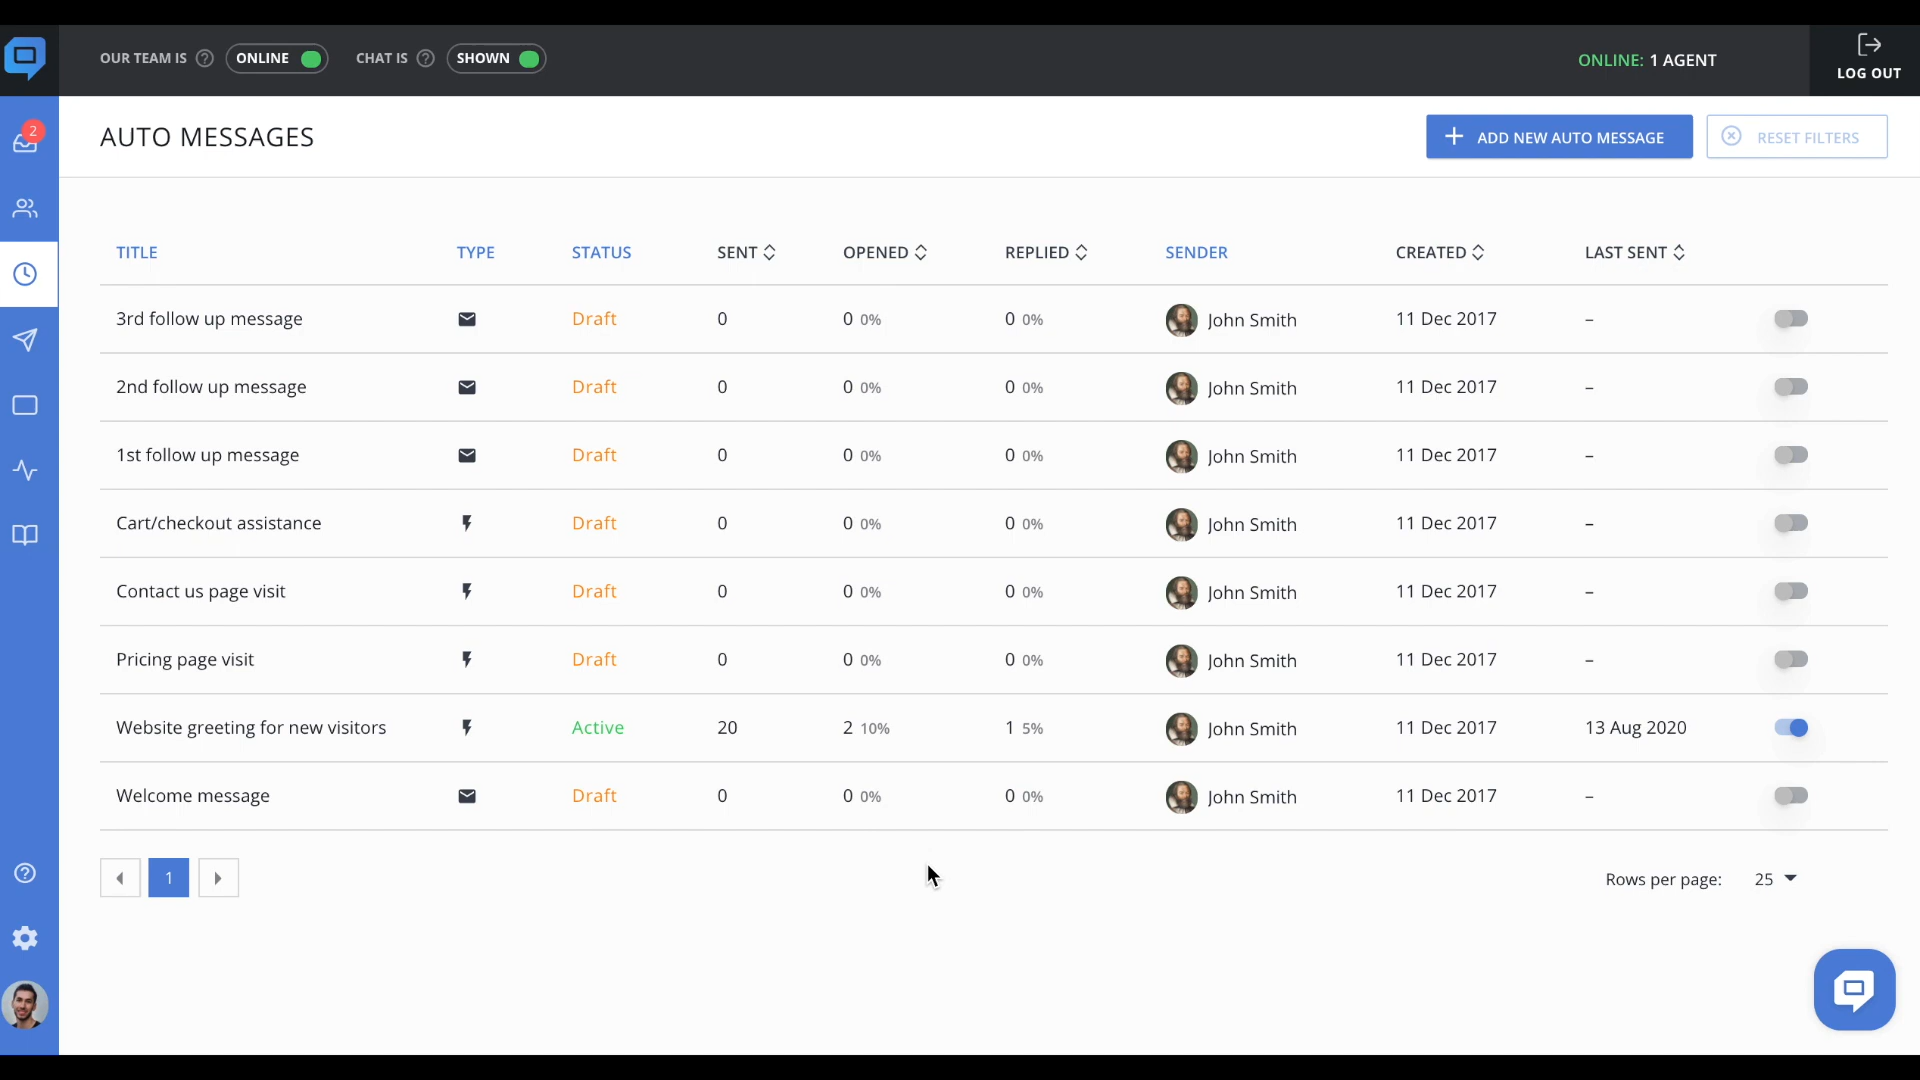 OUR TEAM IS ONLINE CHAT IS SHOWN ONLINE: 1 AGENT LOG OUT
2
AUTO MESSAGES ADD NEW AUTO MESSAGE RESET FILTERS
TITLE TYPE STATUS SENT OPENED REPLIED SENDER CREATED LAST SENT
3rd follow up message Draft 0 0 0% 0 0% John Smith 11 Dec 2017 –
2nd follow up message Draft 0 0 0% 0 0% John Smith 11 Dec 2017 –
1st follow up message Draft 0 0 0% 0 0% John Smith 11 Dec 2017 –
Cart/checkout assistance Draft 0 0 0% 0 0% John Smith 11 Dec 2017 –
Contact us page visit Draft 0 0 0% 0 0% John Smith 11 Dec 2017 –
Pricing page visit Draft 0 0 0% 0 0% John Smith 11 Dec 2017 –
Website greeting for new visitors Active 20 2 10% 1 5% John Smith 11 Dec 2017 13 Aug 2020
Welcome message Draft 0 0 0% 0 0% John Smith 11 Dec 2017 –
1 Rows per page: 25